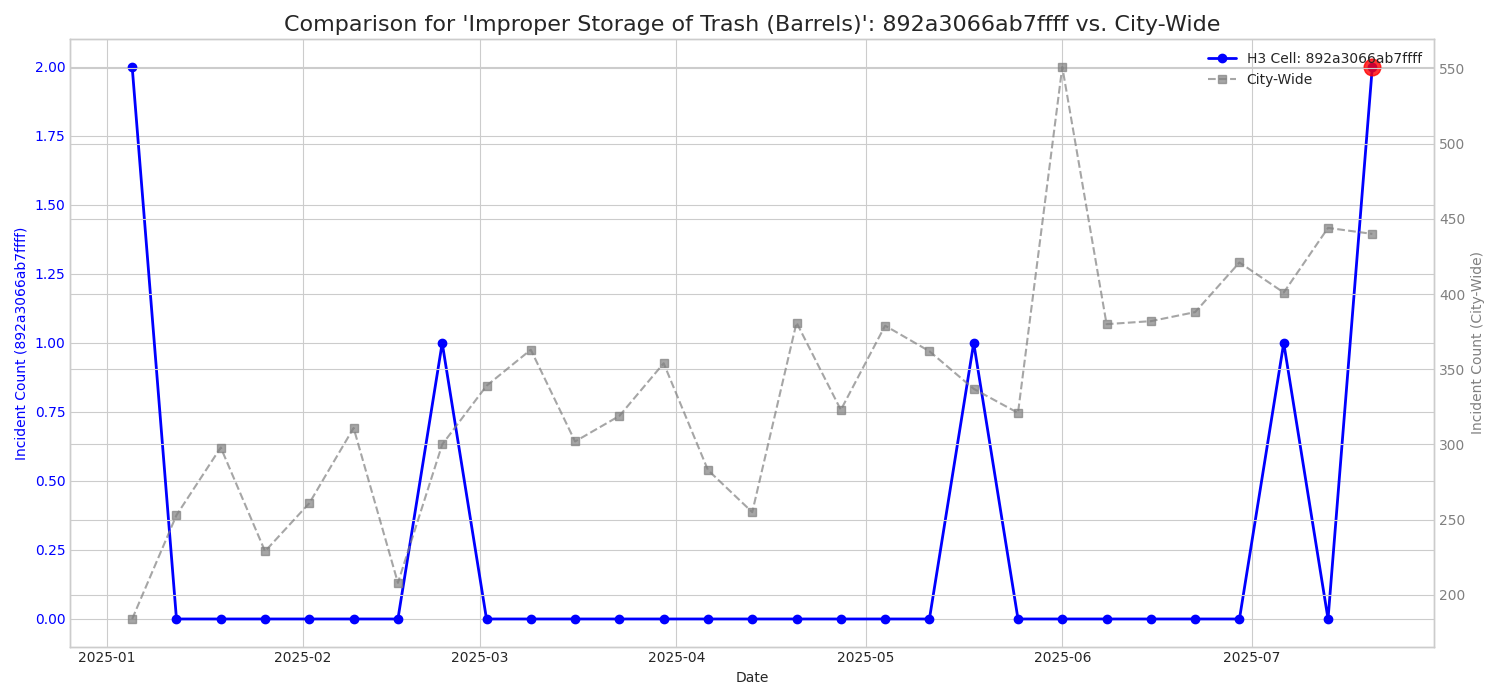 Comparison for 'Improper Storage of Trash (Barrels)': 892a3066ab7ffff vs. City-Wide
H3 Cell: 892a3066ab7ffff
City-Wide
Incident Count (892a3066ab7ffff)
2.00
1.75
1.50
1.25
1.00
0.75
0.50
0.25
0.00
550
500
450
400
350
300
250
200
Incident Count (City-Wide)
2025-01 2025-02 2025-03 2025-04 2025-05 2025-06 2025-07
Date